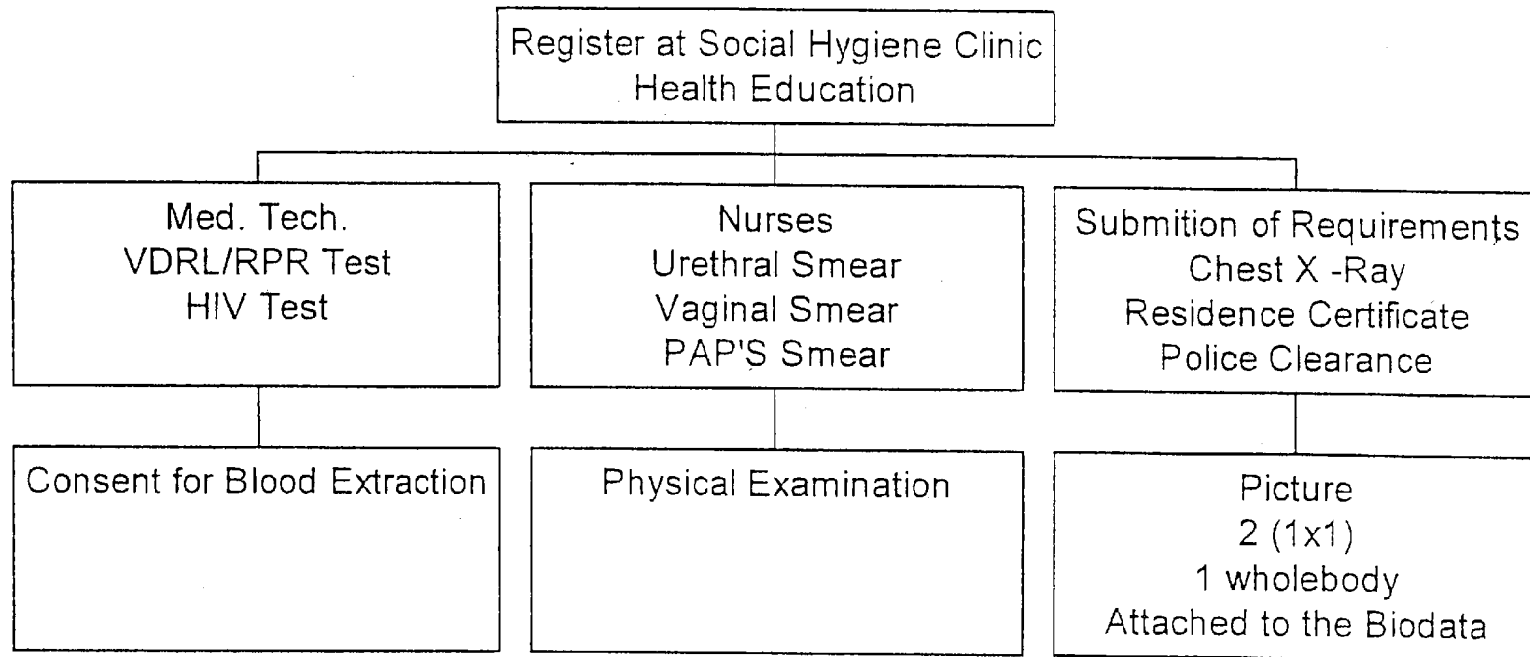 Register at Social Hygiene Clinic
Health Education
Med. Tech.
VDRL/RPR Test
HIV Test
Nurses
Urethral Smear
Vaginal Smear
PAP'S Smear
Submition of Requirements
Chest X -Ray
Residence Certificate
Police Clearance
Consent for Blood Extraction
Physical Examination
Picture
2 (1x1)
1 wholebody
Attached to the Biodata